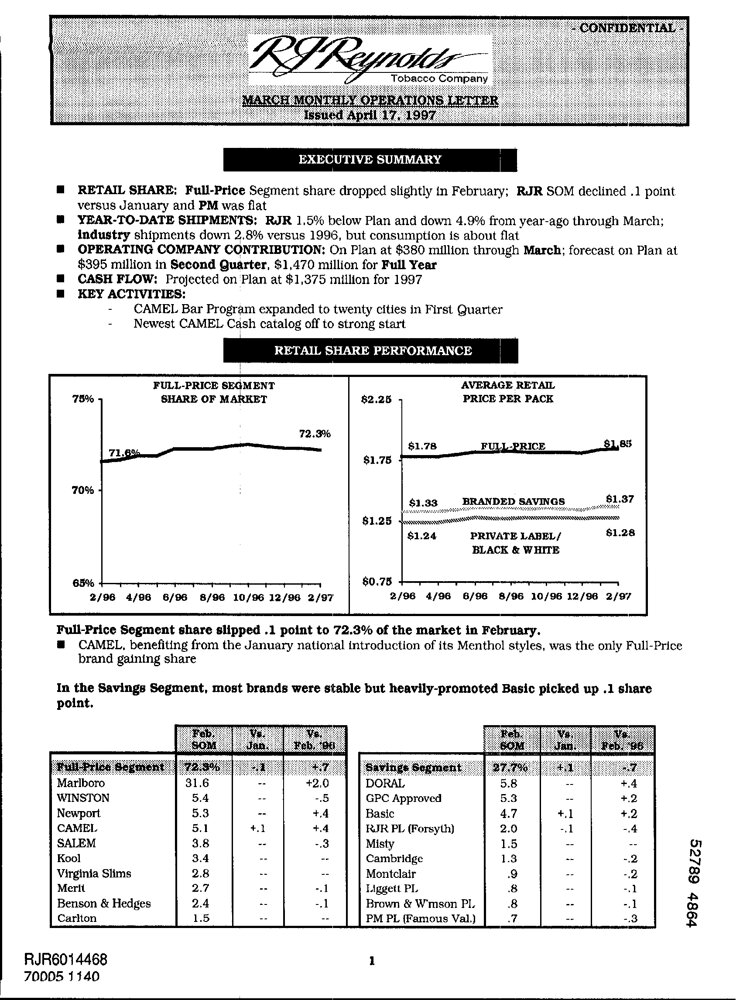 - CONFIDENTIAL -
RJReynolds
Tobacco Company
MARCH MONTHLY OPERATIONS LETTER
Issued April 17, 1997
EXECUTIVE SUMMARY
■ RETAIL SHARE: Full-Price Segment share dropped slightly in February; RJR SOM declined .1 point
versus January and PM was flat
■ YEAR-TO-DATE SHIPMENTS: RJR 1.5% below Plan and down 4.9% from year-ago through March;
Industry shipments down 2.8% versus 1996, but consumption is about flat
■ OPERATING COMPANY CONTRIBUTION: On Plan at $380 million through March; forecast on Plan at
$395 million in Second Quarter, $1,470 million for Full Year
■ CASH FLOW: Projected on Plan at $1,375 million for 1997
■ KEY ACTIVITIES:
- CAMEL Bar Program expanded to twenty cities in First Quarter
- Newest CAMEL Cash catalog off to strong start
RETAIL SHARE PERFORMANCE
FULL-PRICE SEGMENT
SHARE OF MARKET
75%
72.3%
71.6%
70%
65%
2/96 4/96 6/96 8/96 10/96 12/96 2/97
AVERAGE RETAIL
PRICE PER PACK
$2.25
$1.78 FULL-PRICE $1.85
$1.75
$1.33 BRANDED SAVINGS $1.37
$1.25
$1.24 PRIVATE LABEL/ $1.28
BLACK & WHITE
$0.75
2/96 4/96 6/96 8/96 10/96 12/96 2/97
Full-Price Segment share slipped .1 point to 72.3% of the market in February.
■ CAMEL, benefiting from the January national introduction of its Menthol styles, was the only Full-Price
brand gaining share
In the Savings Segment, most brands were stable but heavily-promoted Basic picked up .1 share
point.
Feb. Vs. Vs.
SOM Jan. Feb. '96
Full-Price Segment 72.3% -.1 +.7
Marlboro 31.6 -- +2.0
WINSTON 5.4 -- -.5
Newport 5.3 -- +.4
CAMEL 5.1 +.1 +.4
SALEM 3.8 -- -.3
Kool 3.4 -- --
Virginia Slims 2.8 -- --
Merit 2.7 -- -.1
Benson & Hedges 2.4 -- -.1
Carlton 1.5 -- --
Feb. Vs. Vs.
SOM Jan. Feb. '96
Savings Segment 27.7% +.1 -.7
DORAL 5.8 -- +.4
GPC Approved 5.3 -- +.2
Basic 4.7 +.1 +.2
RJR PL (Forsyth) 2.0 -.1 -.4
Misty 1.5 -- --
Cambridge 1.3 -- -.2
Montclair .9 -- -.2
Liggett PL .8 -- -.1
Brown & W'mson PL .8 -- -.1
PM PL (Famous Val.) .7 -- -.3
52789 4864
RJR6014468
70005 1140
1